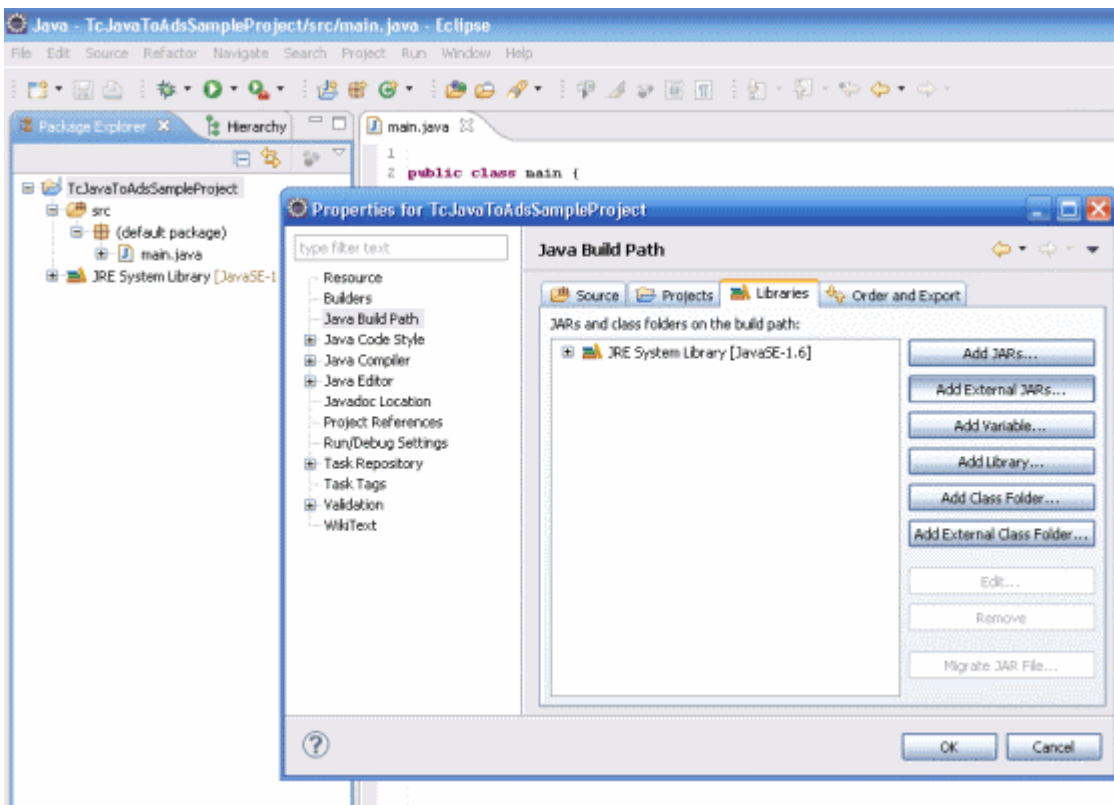 Java - TcJavaToAdsSampleProject/src/main.java - Eclipse
File Edit Source Refactor Navigate Search Project Run Window Help
Package Explorer Hierarchy
main.java
1
2 public class main {
TcJavaToAdsSampleProject
src
(default package)
main.java
JRE System Library [JavaSE-1
Properties for TcJavaToAdsSampleProject
type filter text
Resource
Builders
Java Build Path
Java Code Style
Java Compiler
Java Editor
Javadoc Location
Project References
Run/Debug Settings
Task Repository
Task Tags
Validation
WikiText
Java Build Path
Source Projects Libraries Order and Export
JARs and class folders on the build path:
JRE System Library [JavaSE-1.6]
Add JARs...
Add External JARs...
Add Variable...
Add Library...
Add Class Folder...
Add External Class Folder...
Edit...
Remove
Migrate JAR File...
OK Cancel